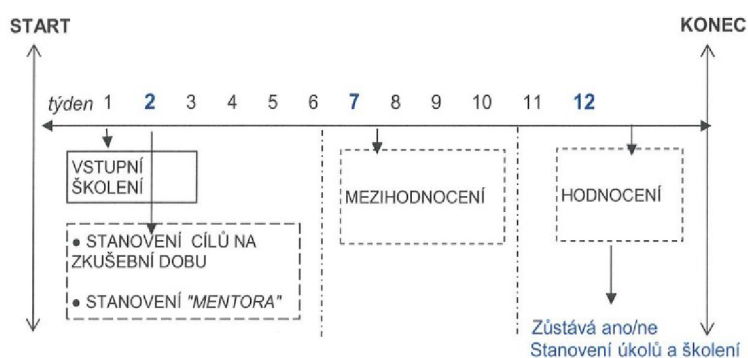 START
KONEC
týden 1 2 3 4 5 6 7 8 9 10 11 12
VSTUPNÍ
ŠKOLENÍ
• STANOVENÍ CÍLŮ NA
ZKUŠEBNÍ DOBU
• STANOVENÍ "MENTORA"
MEZIHODNOCENÍ
HODNOCENÍ
Zůstává ano/ne
Stanovení úkolů a školení